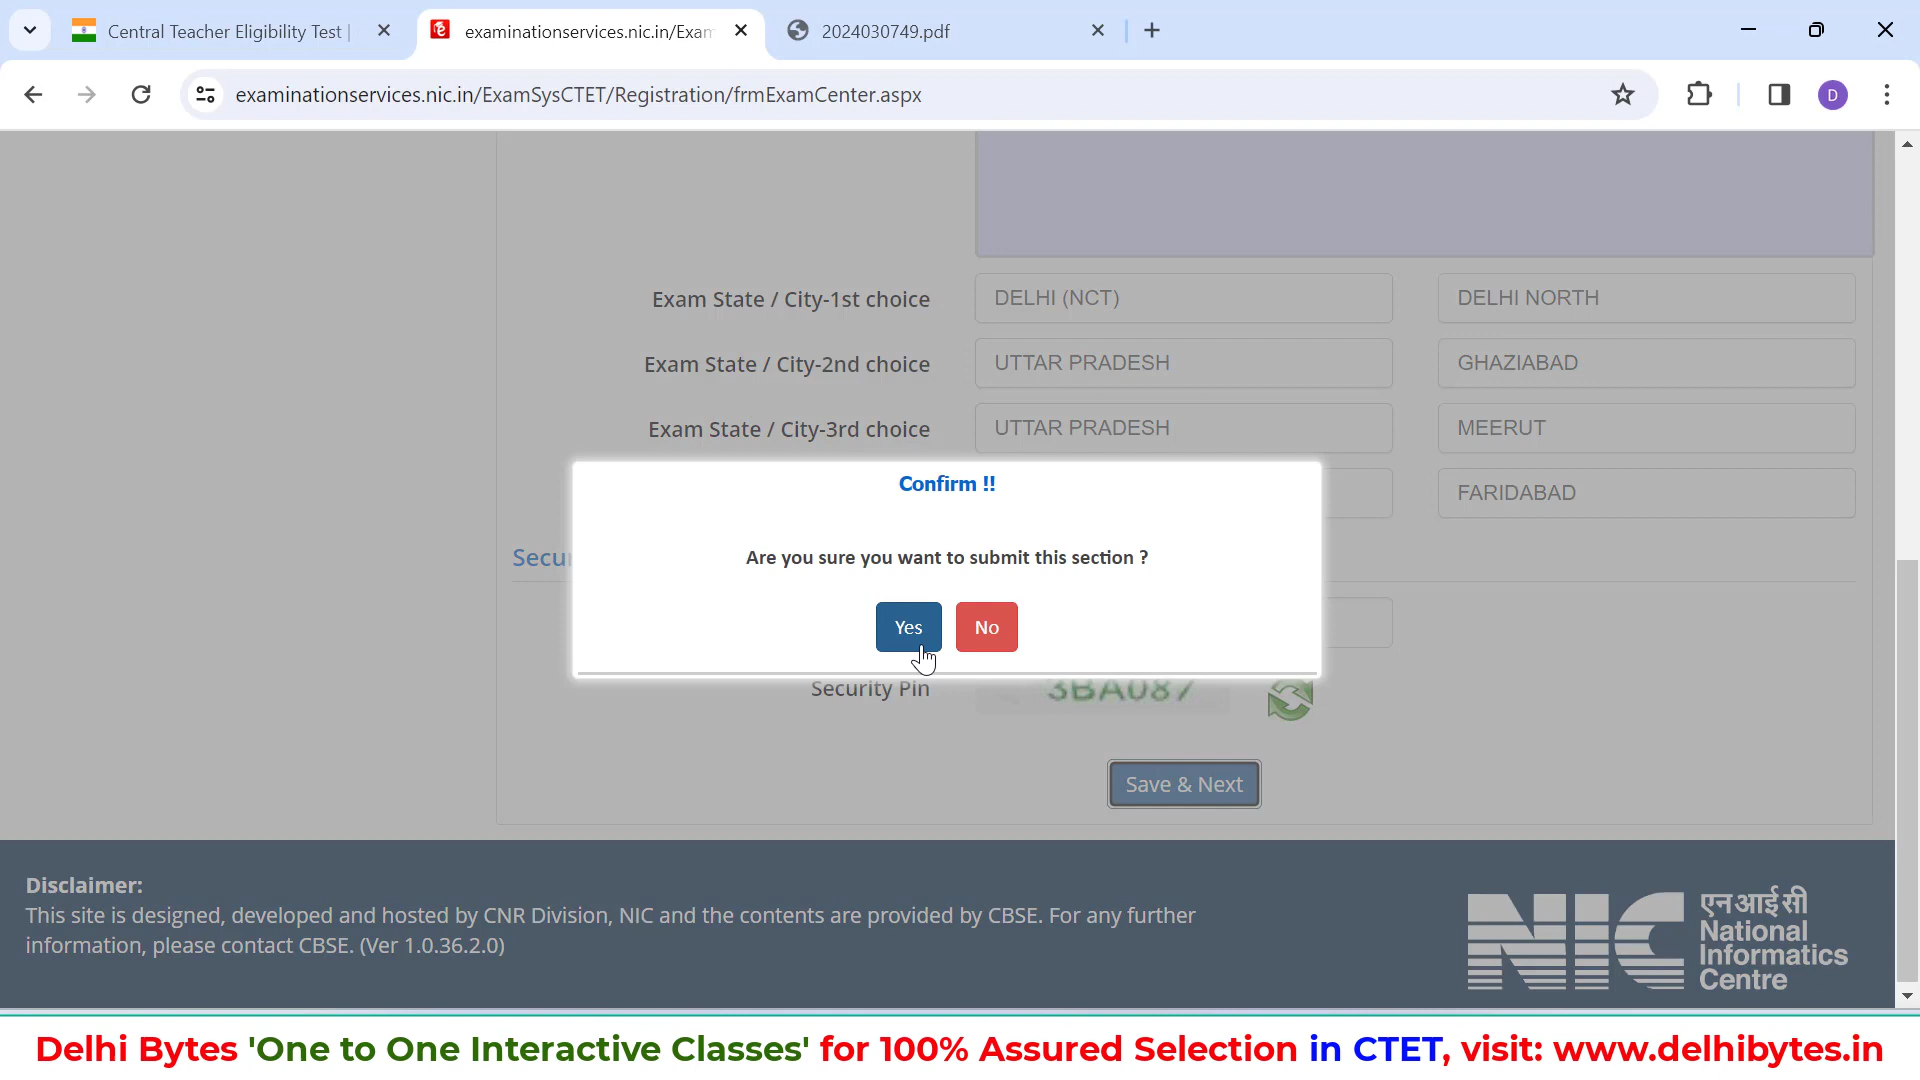 Central Teacher Eligibility Test |
examinationservices.nic.in/Exam
2024030749.pdf
examinationservices.nic.in/ExamSysCTET/Registration/frmExamCenter.aspx
D
Exam State / City-1st choice DELHI (NCT) DELHI NORTH
Exam State / City-2nd choice UTTAR PRADESH GHAZIABAD
Exam State / City-3rd choice UTTAR PRADESH MEERUT
FARIDABAD
Confirm !!
Are you sure you want to submit this section ?
Yes No
Security Pin 3BA087
Save & Next
Disclaimer:
This site is designed, developed and hosted by CNR Division, NIC and the contents are provided by CBSE. For any further
information, please contact CBSE. (Ver 1.0.36.2.0)
NIC
एन आई सी
National
Informatics
Centre
Delhi Bytes 'One to One Interactive Classes' for 100% Assured Selection in CTET, visit: www.delhibytes.in